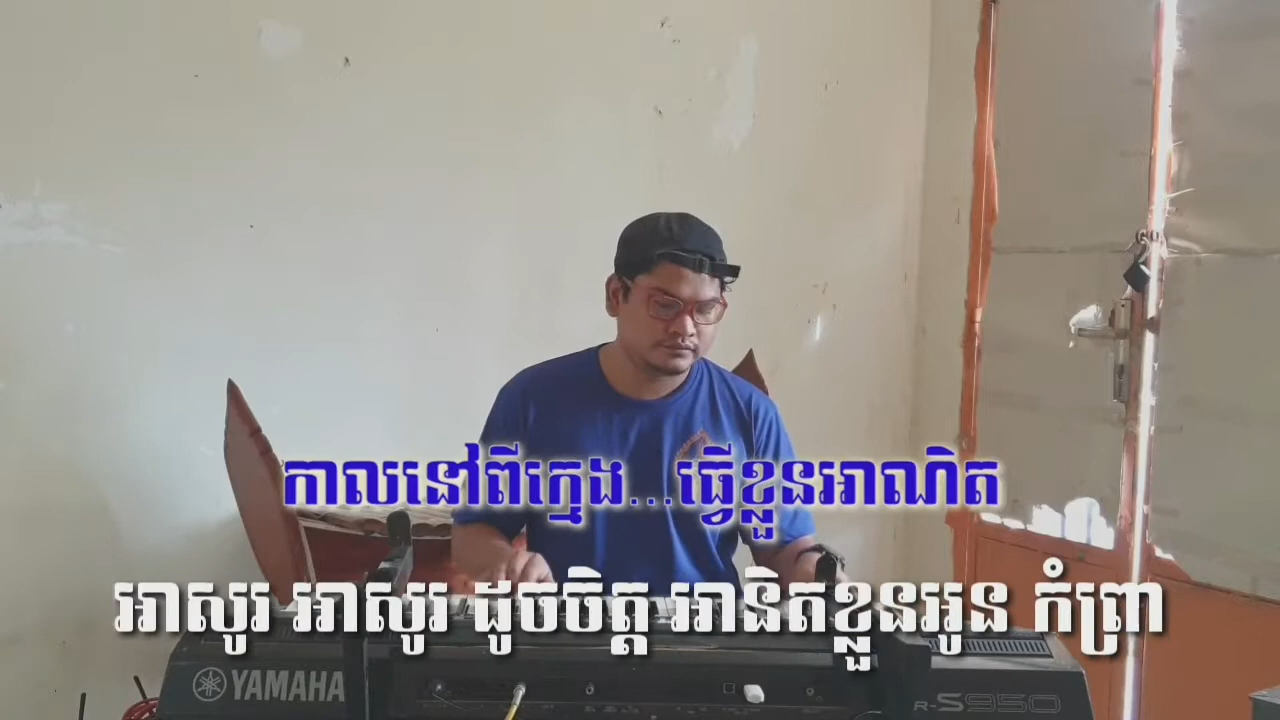 កាលនៅពីក្មេង...ធ្វើខ្លួនអាណិត
អាសូរ អាសូរ ដូចចិត្ត អានិតខ្លួនអូន កំព្រា
YAMAHA
R-S950